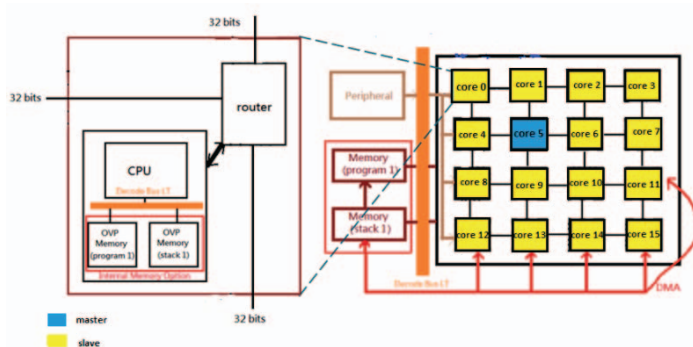 32 bits
32 bits
router
CPU
Decode Bus LT
OVP
Memory
(program 1)
OVP
Memory
(stack 1)
Internal Memory Option
32 bits
master
slave
Peripheral
Memory
(program 1)
Memory
(stack 1)
Decode Bus LT
core 0
core 1
core 2
core 3
core 4
core 5
core 6
core 7
core 8
core 9
core 10
core 11
core 12
core 13
core 14
core 15
DMA